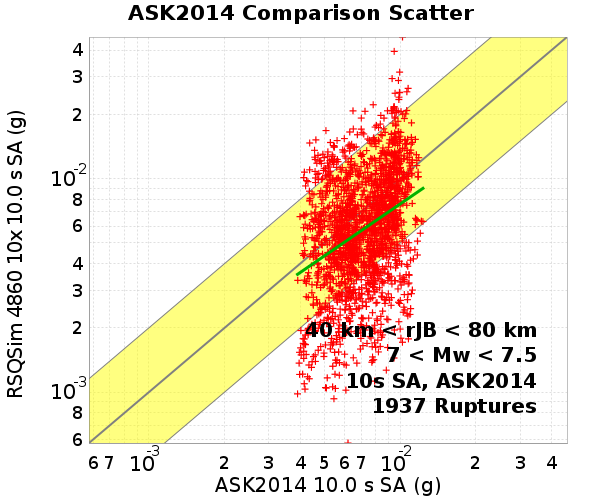 ASK2014 Comparison Scatter
RSQSim 4860 10x 10.0 s SA (g)
4
3
2
10-2
8
6
4
3
2
10-3
8
6
40 km < rJB < 80 km
7 < Mw < 7.5
10s SA, ASK2014
1937 Ruptures
6 7 10-3 2 3 4 5 6 7 10-2 2 3 4
ASK2014 10.0 s SA (g)